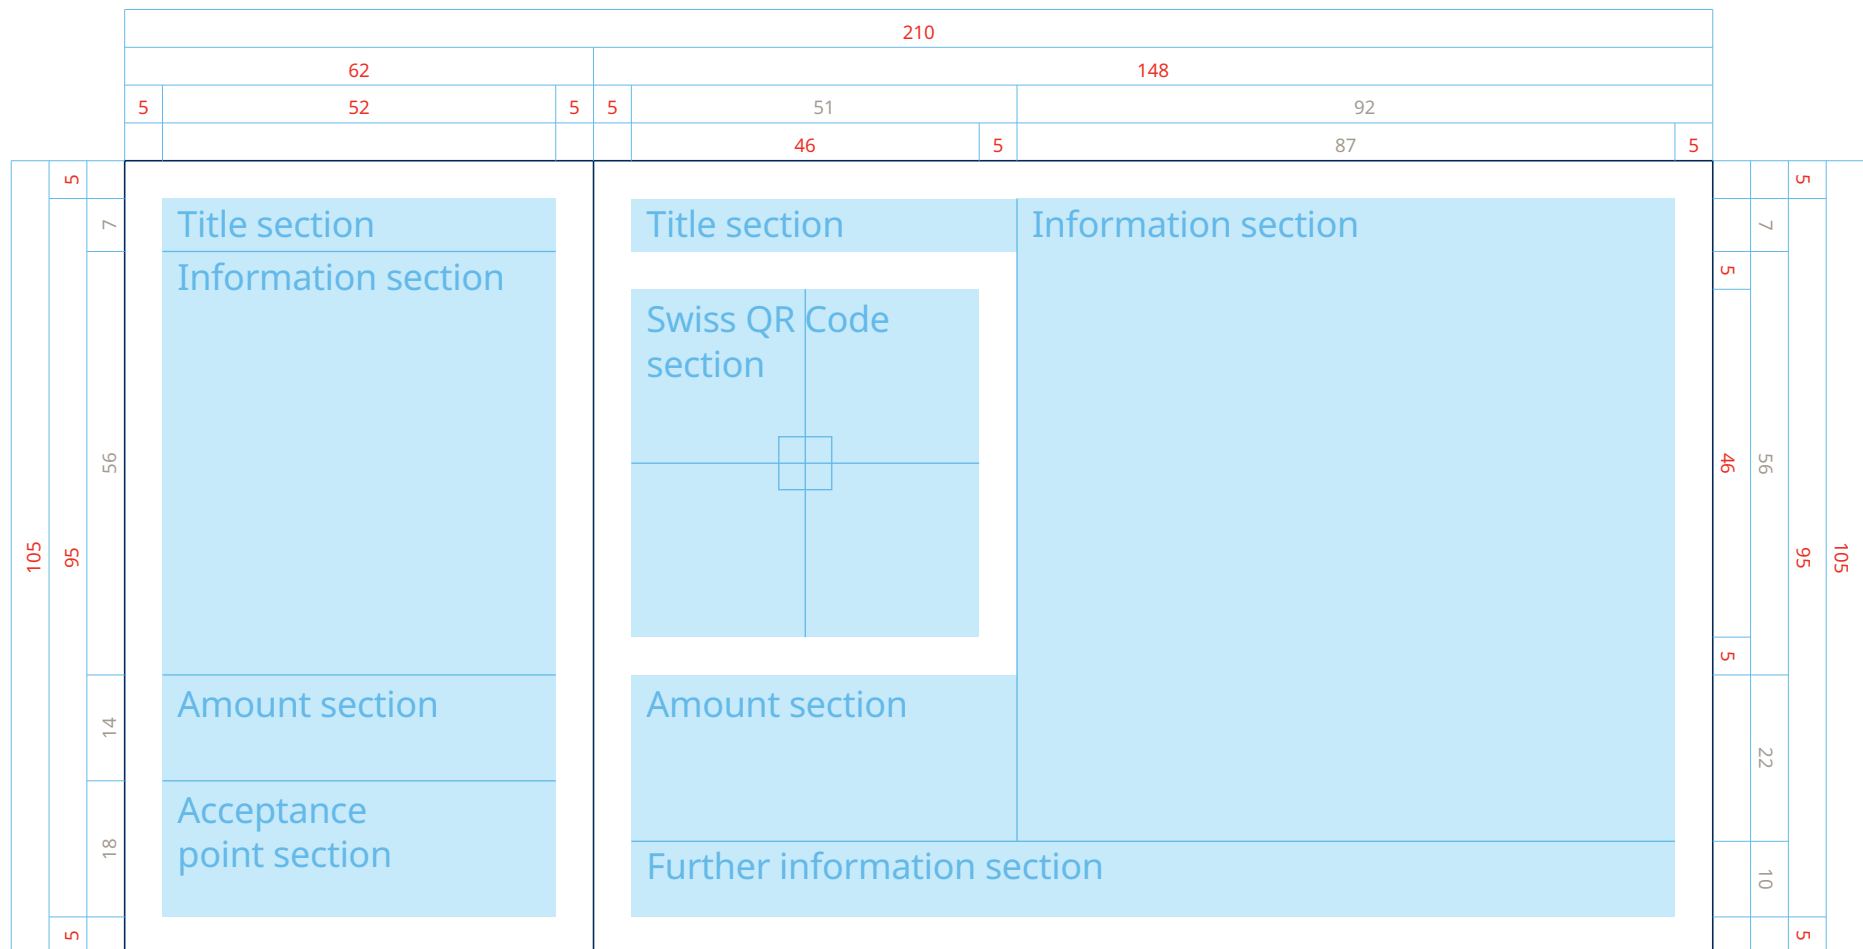 210
62
148
5
52
5
5
51
92
46
5
87
5
5
7
56
14
18
5
95
105
Title section
Information section
Amount section
Acceptance
point section
Title section
Information section
Swiss QR Code
section
Amount section
Further information section
5
7
5
46
56
5
22
10
5
95
105